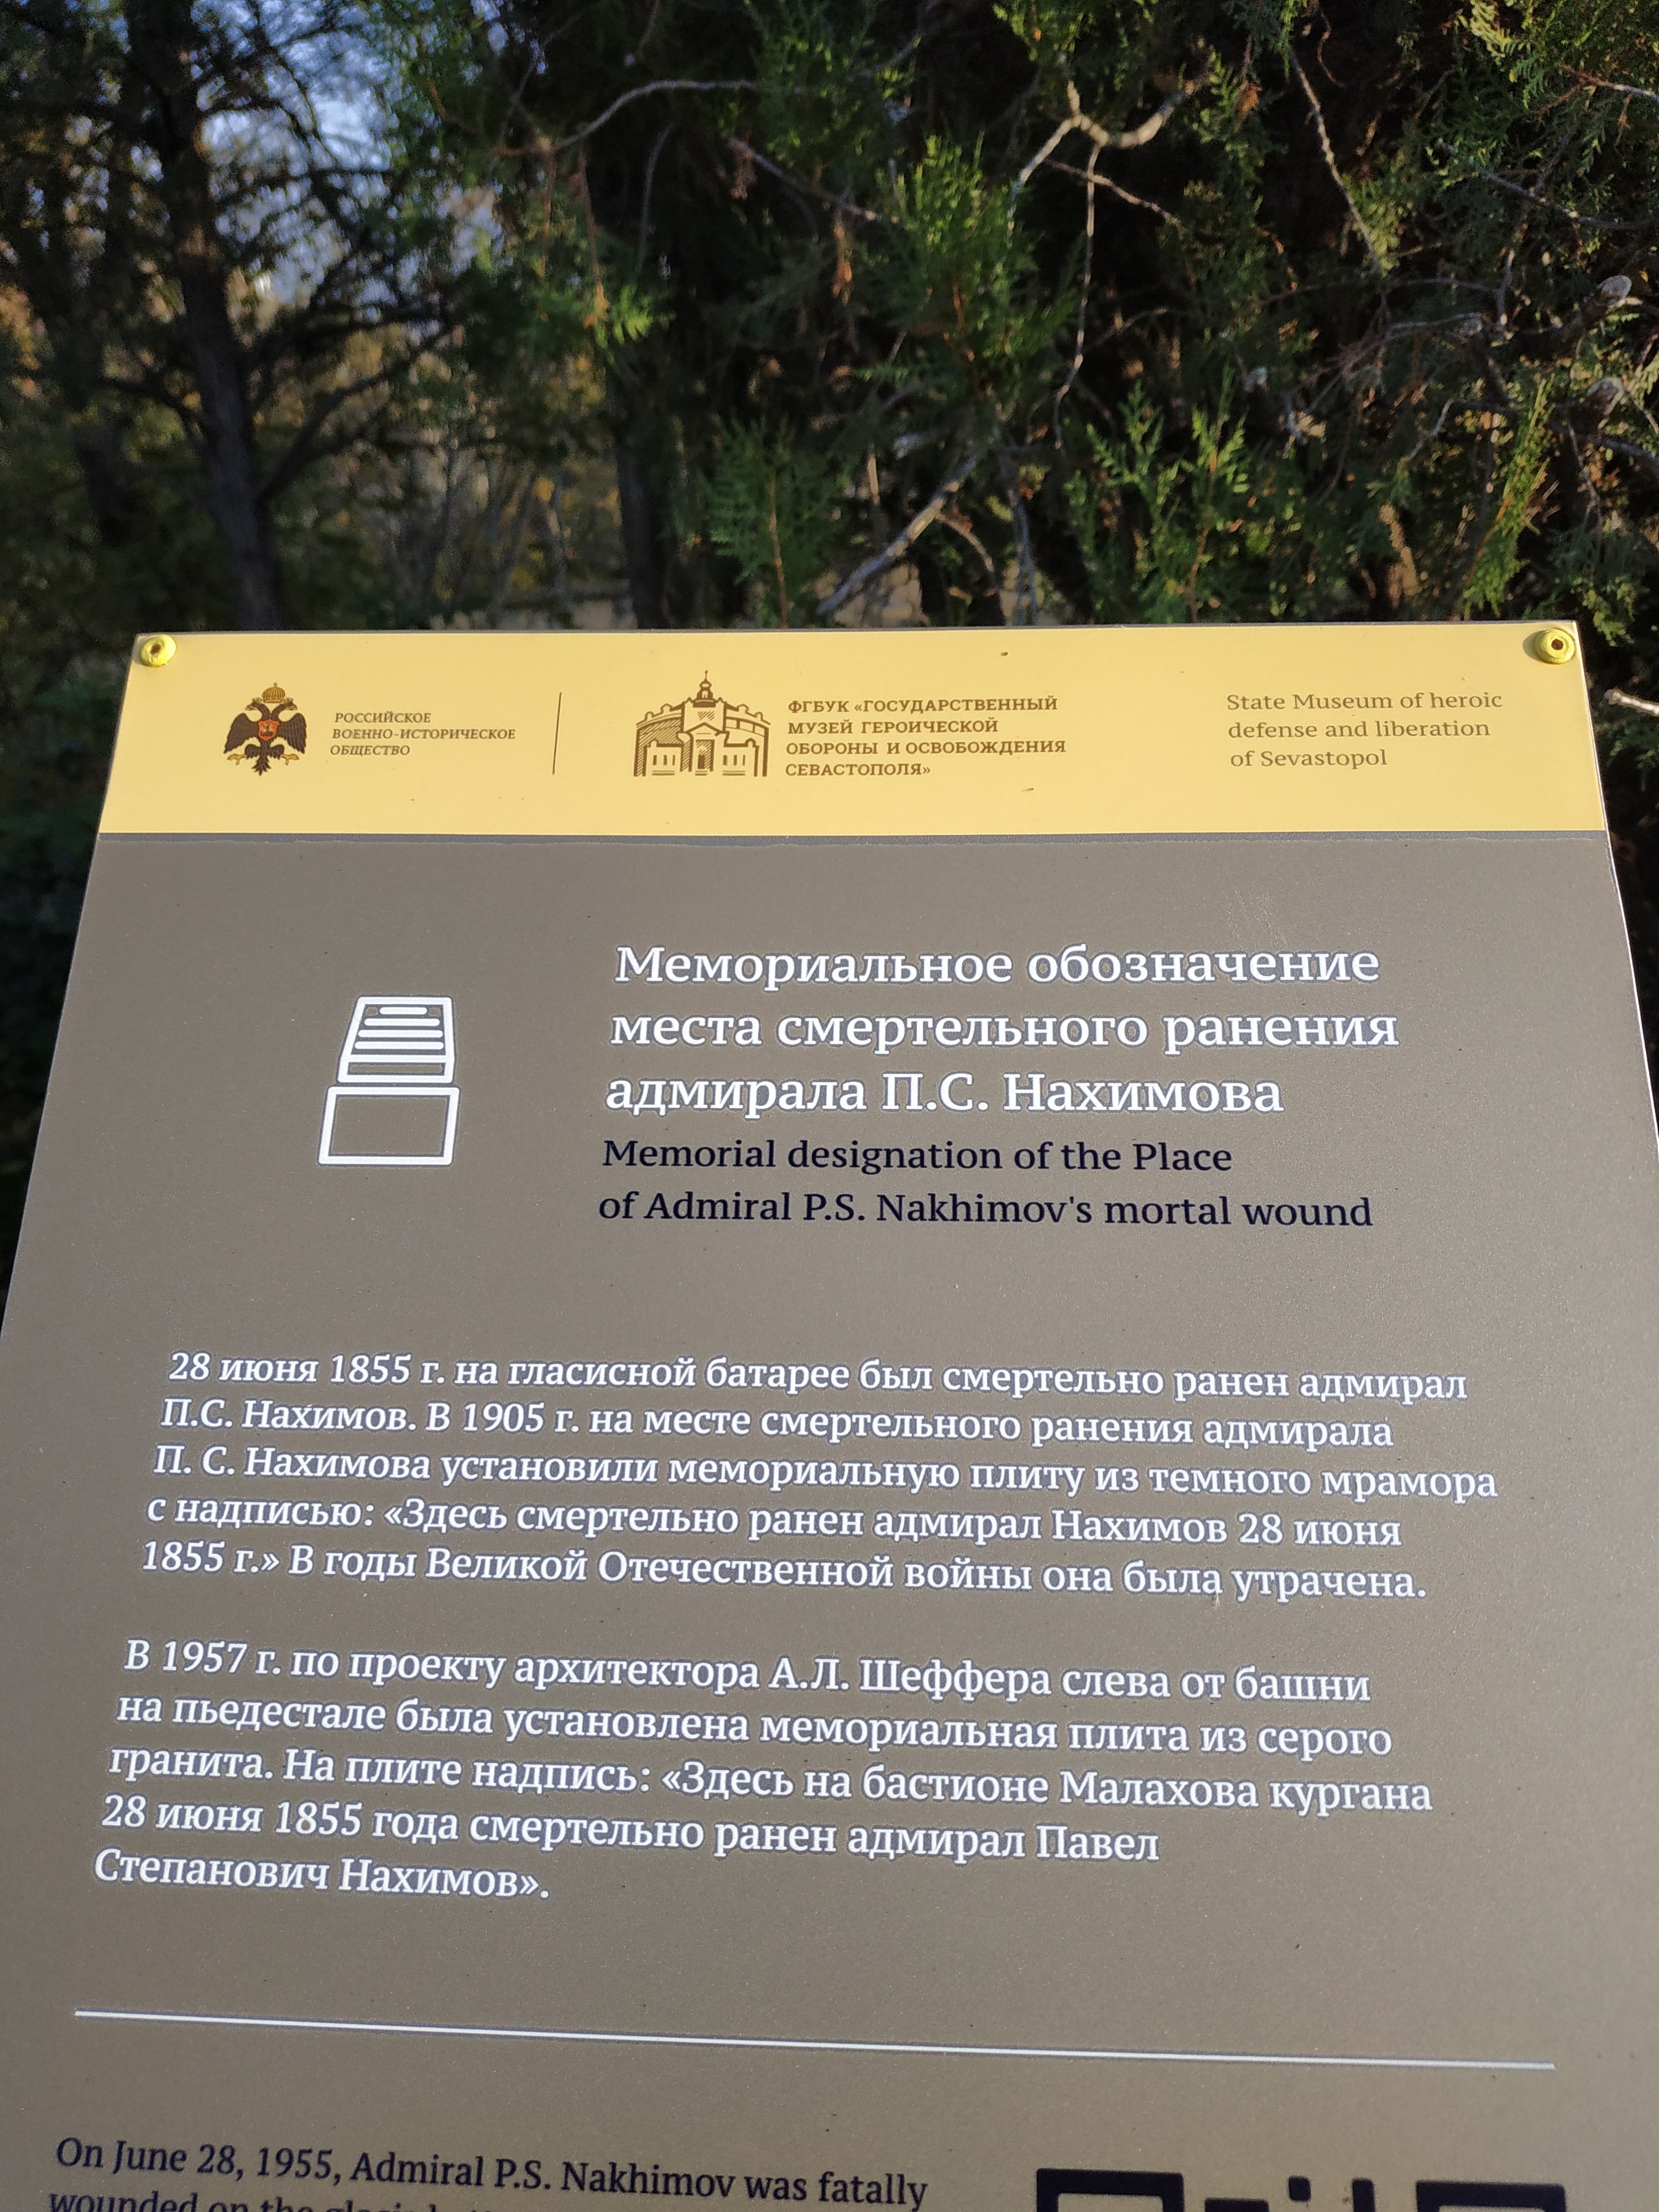 РОССИЙСКОЕ
ВОЕННО-ИСТОРИЧЕСКОЕ
ОБЩЕСТВО
ФГБУК «ГОСУДАРСТВЕННЫЙ
МУЗЕЙ ГЕРОИЧЕСКОЙ
ОБОРОНЫ И ОСВОБОЖДЕНИЯ
СЕВАСТОПОЛЯ»
State Museum of heroic
defense and liberation
of Sevastopol
Мемориальное обозначение
места смертельного ранения
адмирала П.С. Нахимова
Memorial designation of the Place
of Admiral P.S. Nakhimov's mortal wound
28 июня 1855 г. на гласисной батарее был смертельно ранен адмирал
П.С. Нахимов. В 1905 г. на месте смертельного ранения адмирала
П. С. Нахимова установили мемориальную плиту из темного мрамора
с надписью: «Здесь смертельно ранен адмирал Нахимов 28 июня
1855 г.» В годы Великой Отечественной войны она была утрачена.
В 1957 г. по проекту архитектора А.Л. Шеффера слева от башни
на пьедестале была установлена мемориальная плита из серого
гранита. На плите надпись: «Здесь на бастионе Малахова кургана
28 июня 1855 года смертельно ранен адмирал Павел
Степанович Нахимов».
On June 28, 1955, Admiral P.S. Nakhimov was fatally
wounded on the